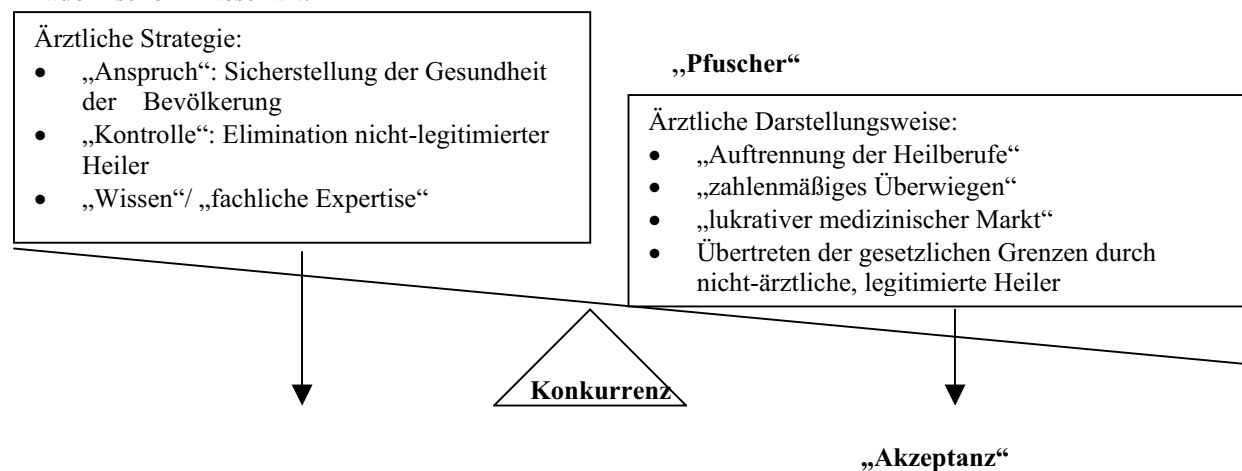 Ärztliche Strategie:
• „Anspruch“: Sicherstellung der Gesundheit
der Bevölkerung
• „Kontrolle“: Elimination nicht-legitimierter
Heiler
• „Wissen“/ „fachliche Expertise“
„Pfuscher“
Ärztliche Darstellungsweise:
• „Auftrennung der Heilberufe“
• „zahlenmäßiges Überwiegen“
• „lukrativer medizinischer Markt“
• Übertreten der gesetzlichen Grenzen durch
nicht-ärztliche, legitimierte Heiler
Konkurrenz
„Akzeptanz“